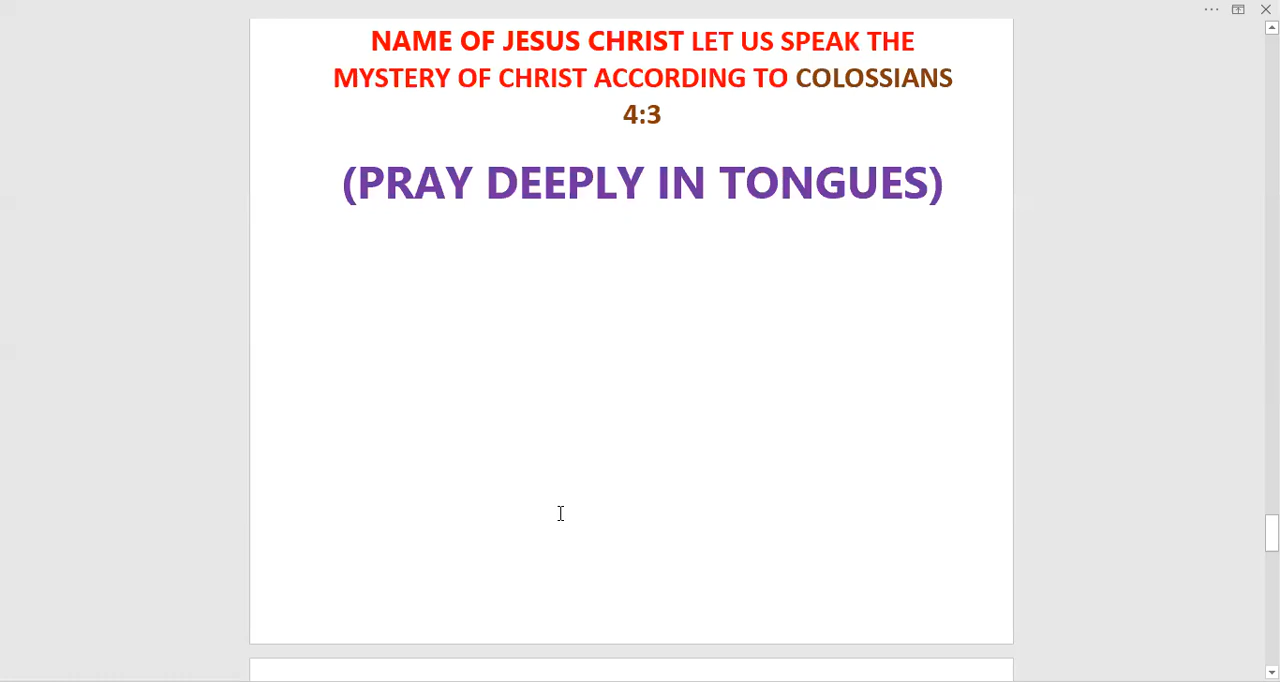 NAME OF JESUS CHRIST LET US SPEAK THE
MYSTERY OF CHRIST ACCORDING TO COLOSSIANS
4:3
(PRAY DEEPLY IN TONGUES)